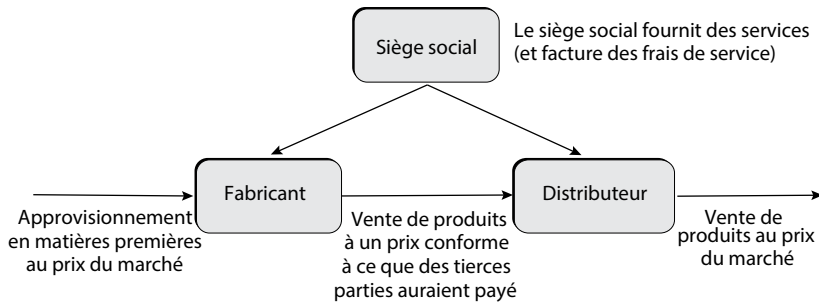 Siège social
Le siège social fournit des services
(et facture des frais de service)
Fabricant
Distributeur
Approvisionnement
en matières premières
au prix du marché
Vente de produits
à un prix conforme
à ce que des tierces
parties auraient payé
Vente de
produits au prix
du marché